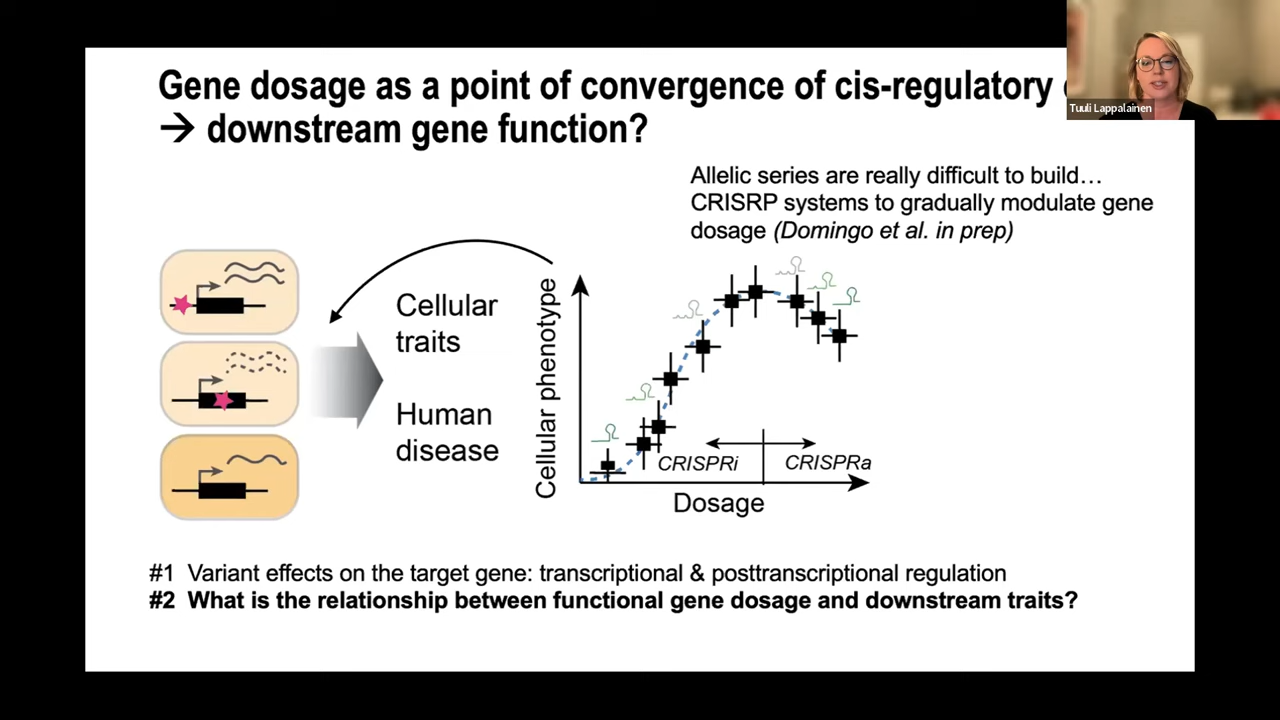 Gene dosage as a point of convergence of cis-regulatory
→ downstream gene function?
Tuuli Lappalainen
Allelic series are really difficult to build…
CRISRP systems to gradually modulate gene
dosage (Domingo et al. in prep)
Cellular
traits
Human
disease
Cellular phenotype
CRISPRi
CRISPRa
Dosage
#1 Variant effects on the target gene: transcriptional & posttranscriptional regulation
#2 What is the relationship between functional gene dosage and downstream traits?